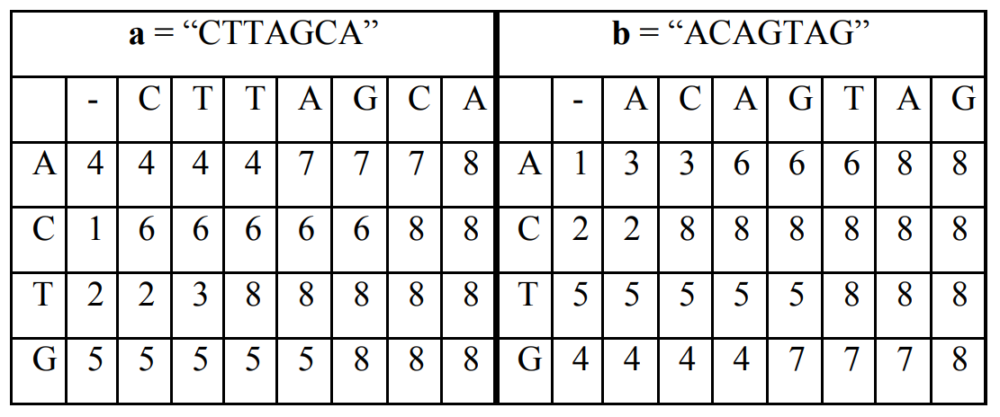 a = “CTTAGCA” b = “ACAGTAG”
- C T T A G C A - A C A G T A G
A 4 4 4 4 7 7 7 8 A 1 3 3 6 6 6 8 8
C 1 6 6 6 6 6 8 8 C 2 2 8 8 8 8 8 8
T 2 2 3 8 8 8 8 8 T 5 5 5 5 5 8 8 8
G 5 5 5 5 5 8 8 8 G 4 4 4 4 7 7 7 8